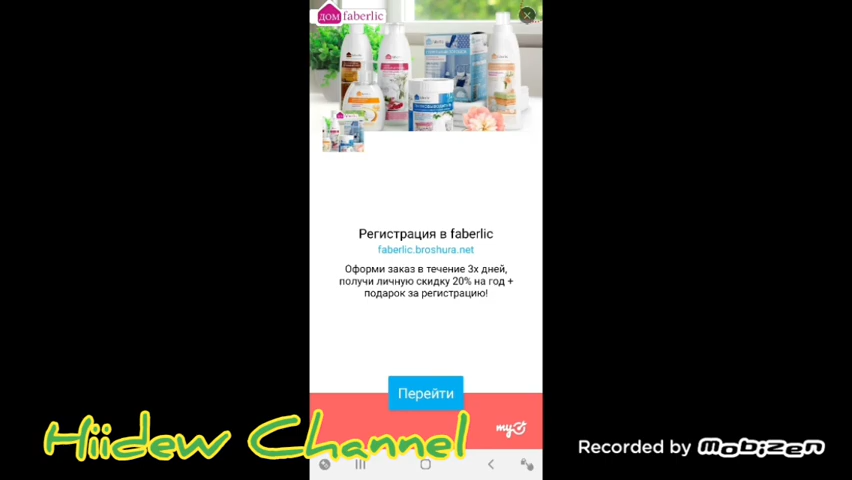 дом faberlic
Регистрация в faberlic
faberlic.broshura.net
Оформи заказ в течение 3х дней,
получи личную скидку 20% на год +
подарок за регистрацию!
Перейти
my
Hiidew Channel
Recorded by mobizen